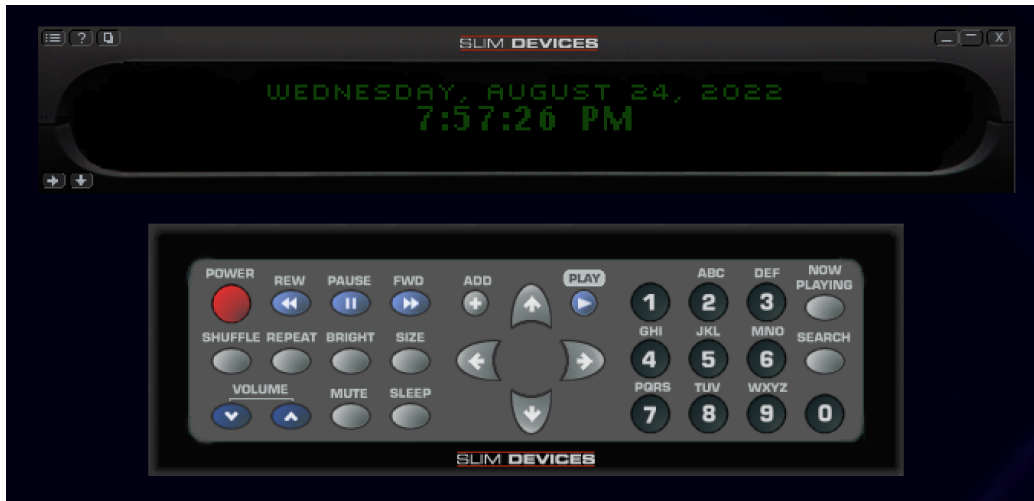 ?
SLIM DEVICES
X
WEDNESDAY, AUGUST 24, 2022
7:57:26 PM
POWER REW PAUSE FWD ADD PLAY ABC DEF NOW PLAYING
1 2 3
SHUFFLE REPEAT BRIGHT SIZE GHI JKL MNO SEARCH
4 5 6
VOLUME MUTE SLEEP PQRS TUV WXYZ
7 8 9 0
SLIM DEVICES